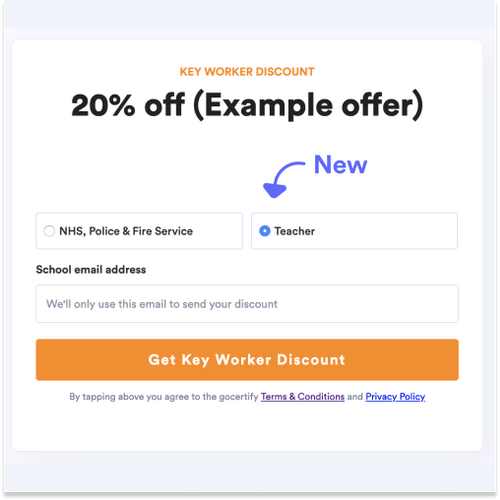 KEY WORKER DISCOUNT
20% off (Example offer)
New
NHS, Police & Fire Service
Teacher
School email address
We'll only use this email to send your discount
Get Key Worker Discount
By tapping above you agree to the gocertify Terms & Conditions and Privacy Policy